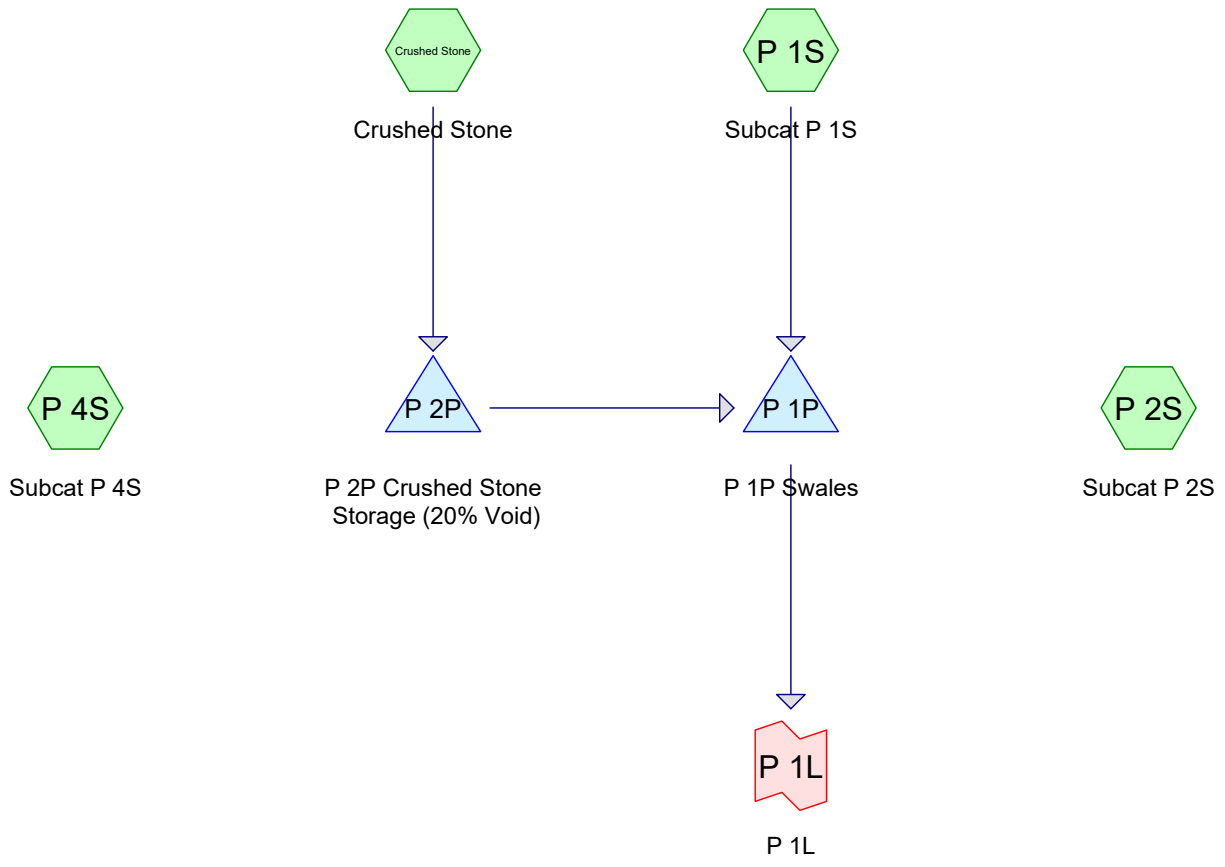 Crushed Stone
P 1S
Crushed Stone
Subcat P 1S
P 4S
P 2P
P 1P
P 2S
Subcat P 4S
P 2P Crushed Stone
Storage (20% Void)
P 1P Swales
Subcat P 2S
P 1L
P 1L